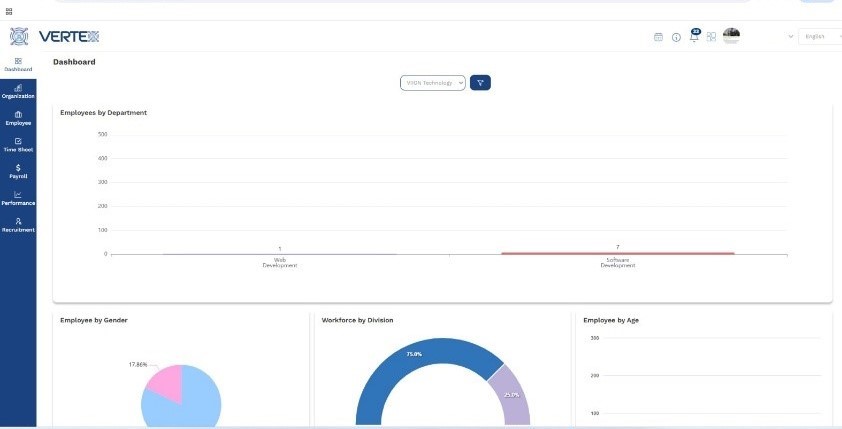 VERTEX
23
English
Dashboard
Dashboard
VXON Technology
Organization
Employee
Time Sheet
Payroll
Performance
Recruitment
Employees by Department
500
400
300
200
100
0
1
7
Web
Development
Software
Development
Employee by Gender
17.86%
Workforce by Division
75.0%
25.0%
Employee by Age
300
200
100